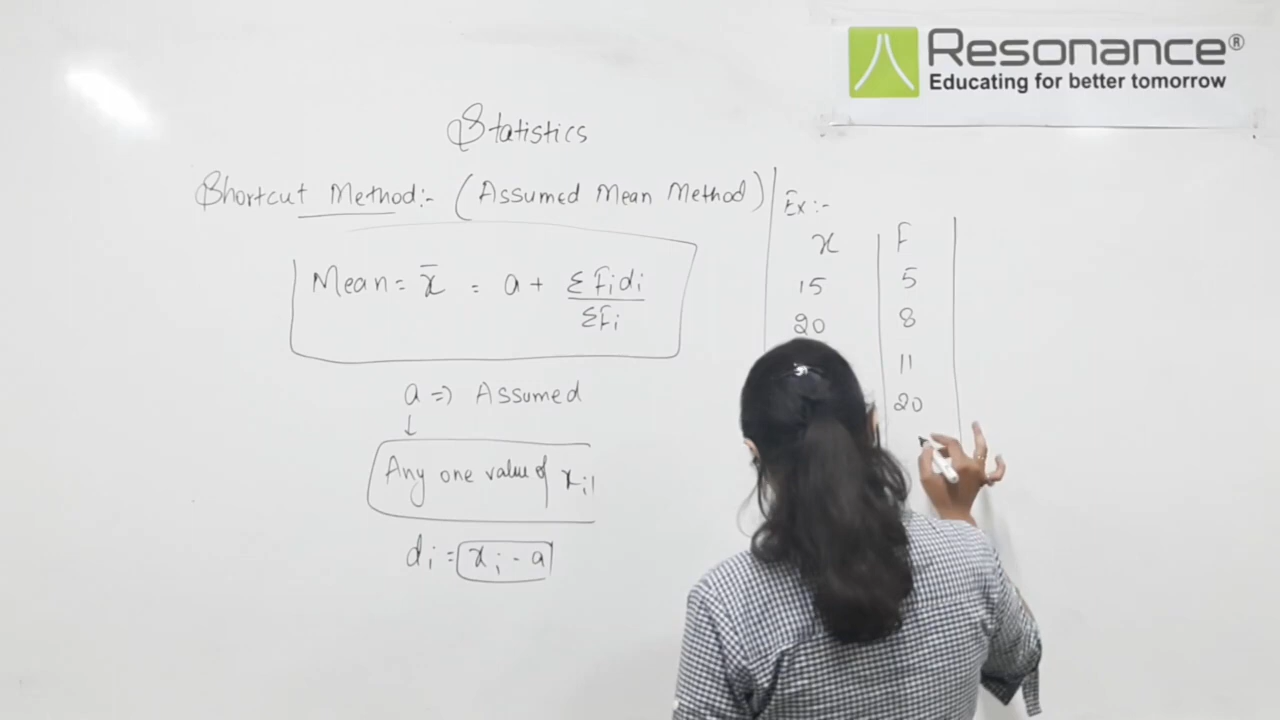 Resonance®
Educating for better tomorrow
Statistics
Shortcut Method:- (Assumed Mean Method)
Mean = x̄ = a + Σfidi / Σfi
a => Assumed
↓
Any one value of xi
di = xi - a
Ex:-
x F
15 5
20 8
11
20